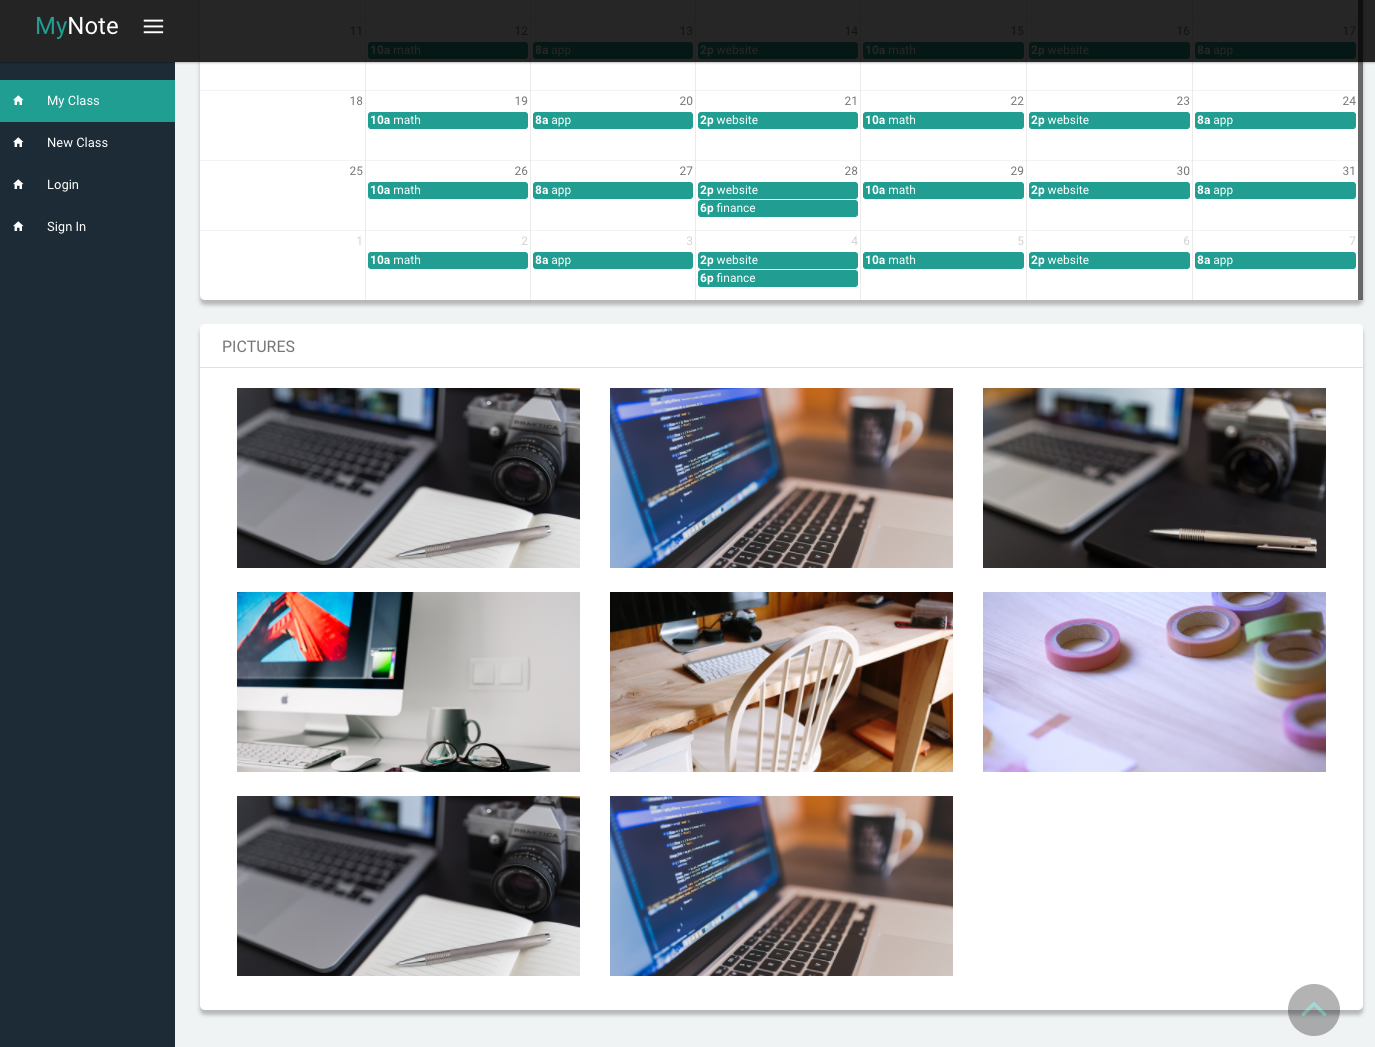 MyNote
11 12 13 14 15 16 17
10a math 8a app 2p website 10a math 2p website 8a app
18 19 20 21 22 23 24
10a math 8a app 2p website 10a math 2p website 8a app
25 26 27 28 29 30 31
10a math 8a app 2p website 10a math 2p website 8a app
6p finance
1 2 3 4 5 6 7
10a math 8a app 2p website 10a math 2p website 8a app
6p finance
My Class
New Class
Login
Sign In
PICTURES
PRAKTICA
PRAKTICA